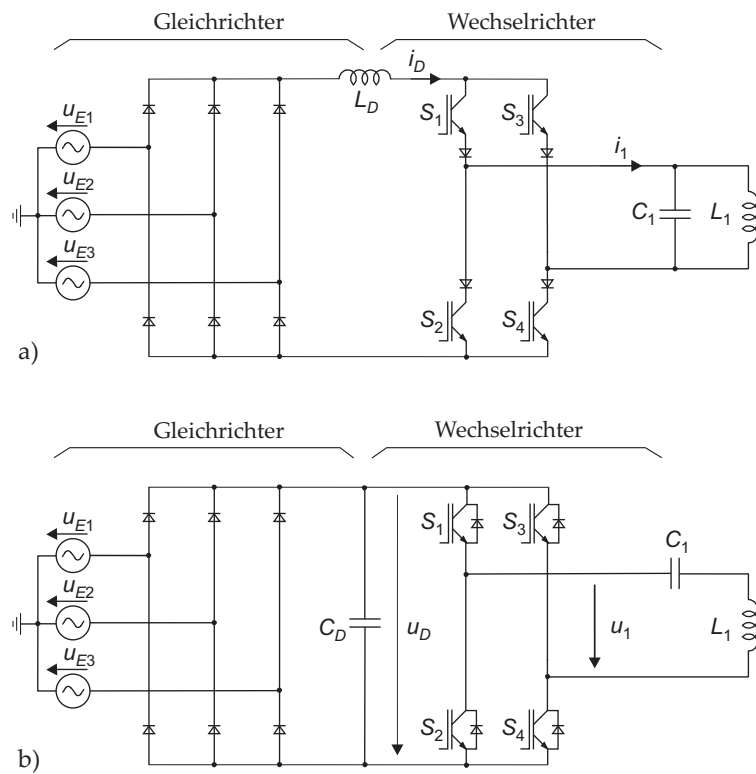 Gleichrichter Wechselrichter
i_D
L_D
S_1 S_3
u_E1
i_1
u_E2
C_1 L_1
u_E3
S_2 S_4
a)
Gleichrichter Wechselrichter
S_1 S_3
u_E1
C_1
u_E2
C_D u_D u_1 L_1
u_E3
S_2 S_4
b)